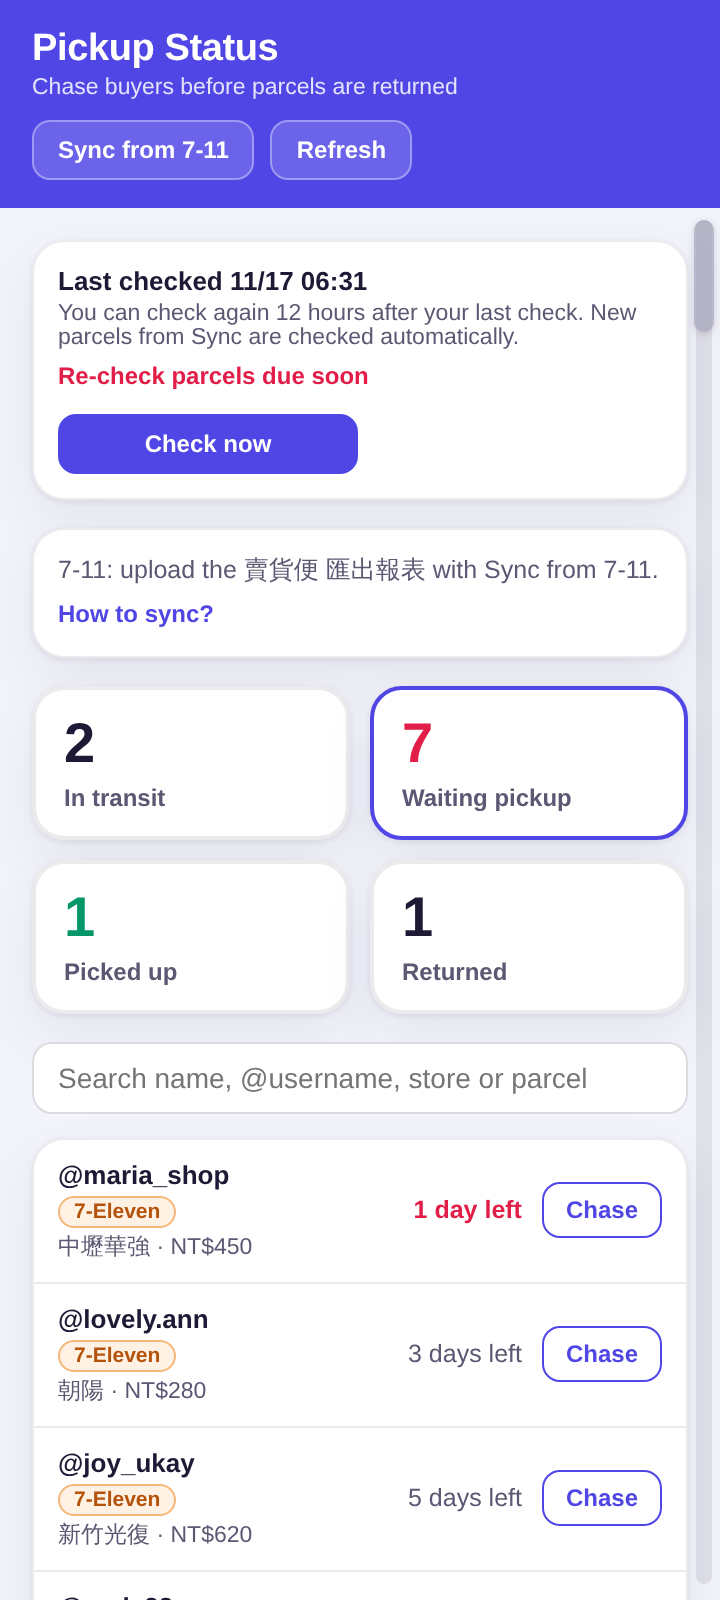 Pickup Status
Chase buyers before parcels are returned
Sync from 7-11
Refresh
Last checked 11/17 06:31
You can check again 12 hours after your last check. New
parcels from Sync are checked automatically.
Re-check parcels due soon
Check now
7-11: upload the 賣貨便 匯出報表 with Sync from 7-11.
How to sync?
2
In transit
7
Waiting pickup
1
Picked up
1
Returned
Search name, @username, store or parcel
@maria_shop
7-Eleven
中壢華強 · NT$450
1 day left
Chase
@lovely.ann
7-Eleven
朝陽 · NT$280
3 days left
Chase
@joy_ukay
7-Eleven
新竹光復 · NT$620
5 days left
Chase